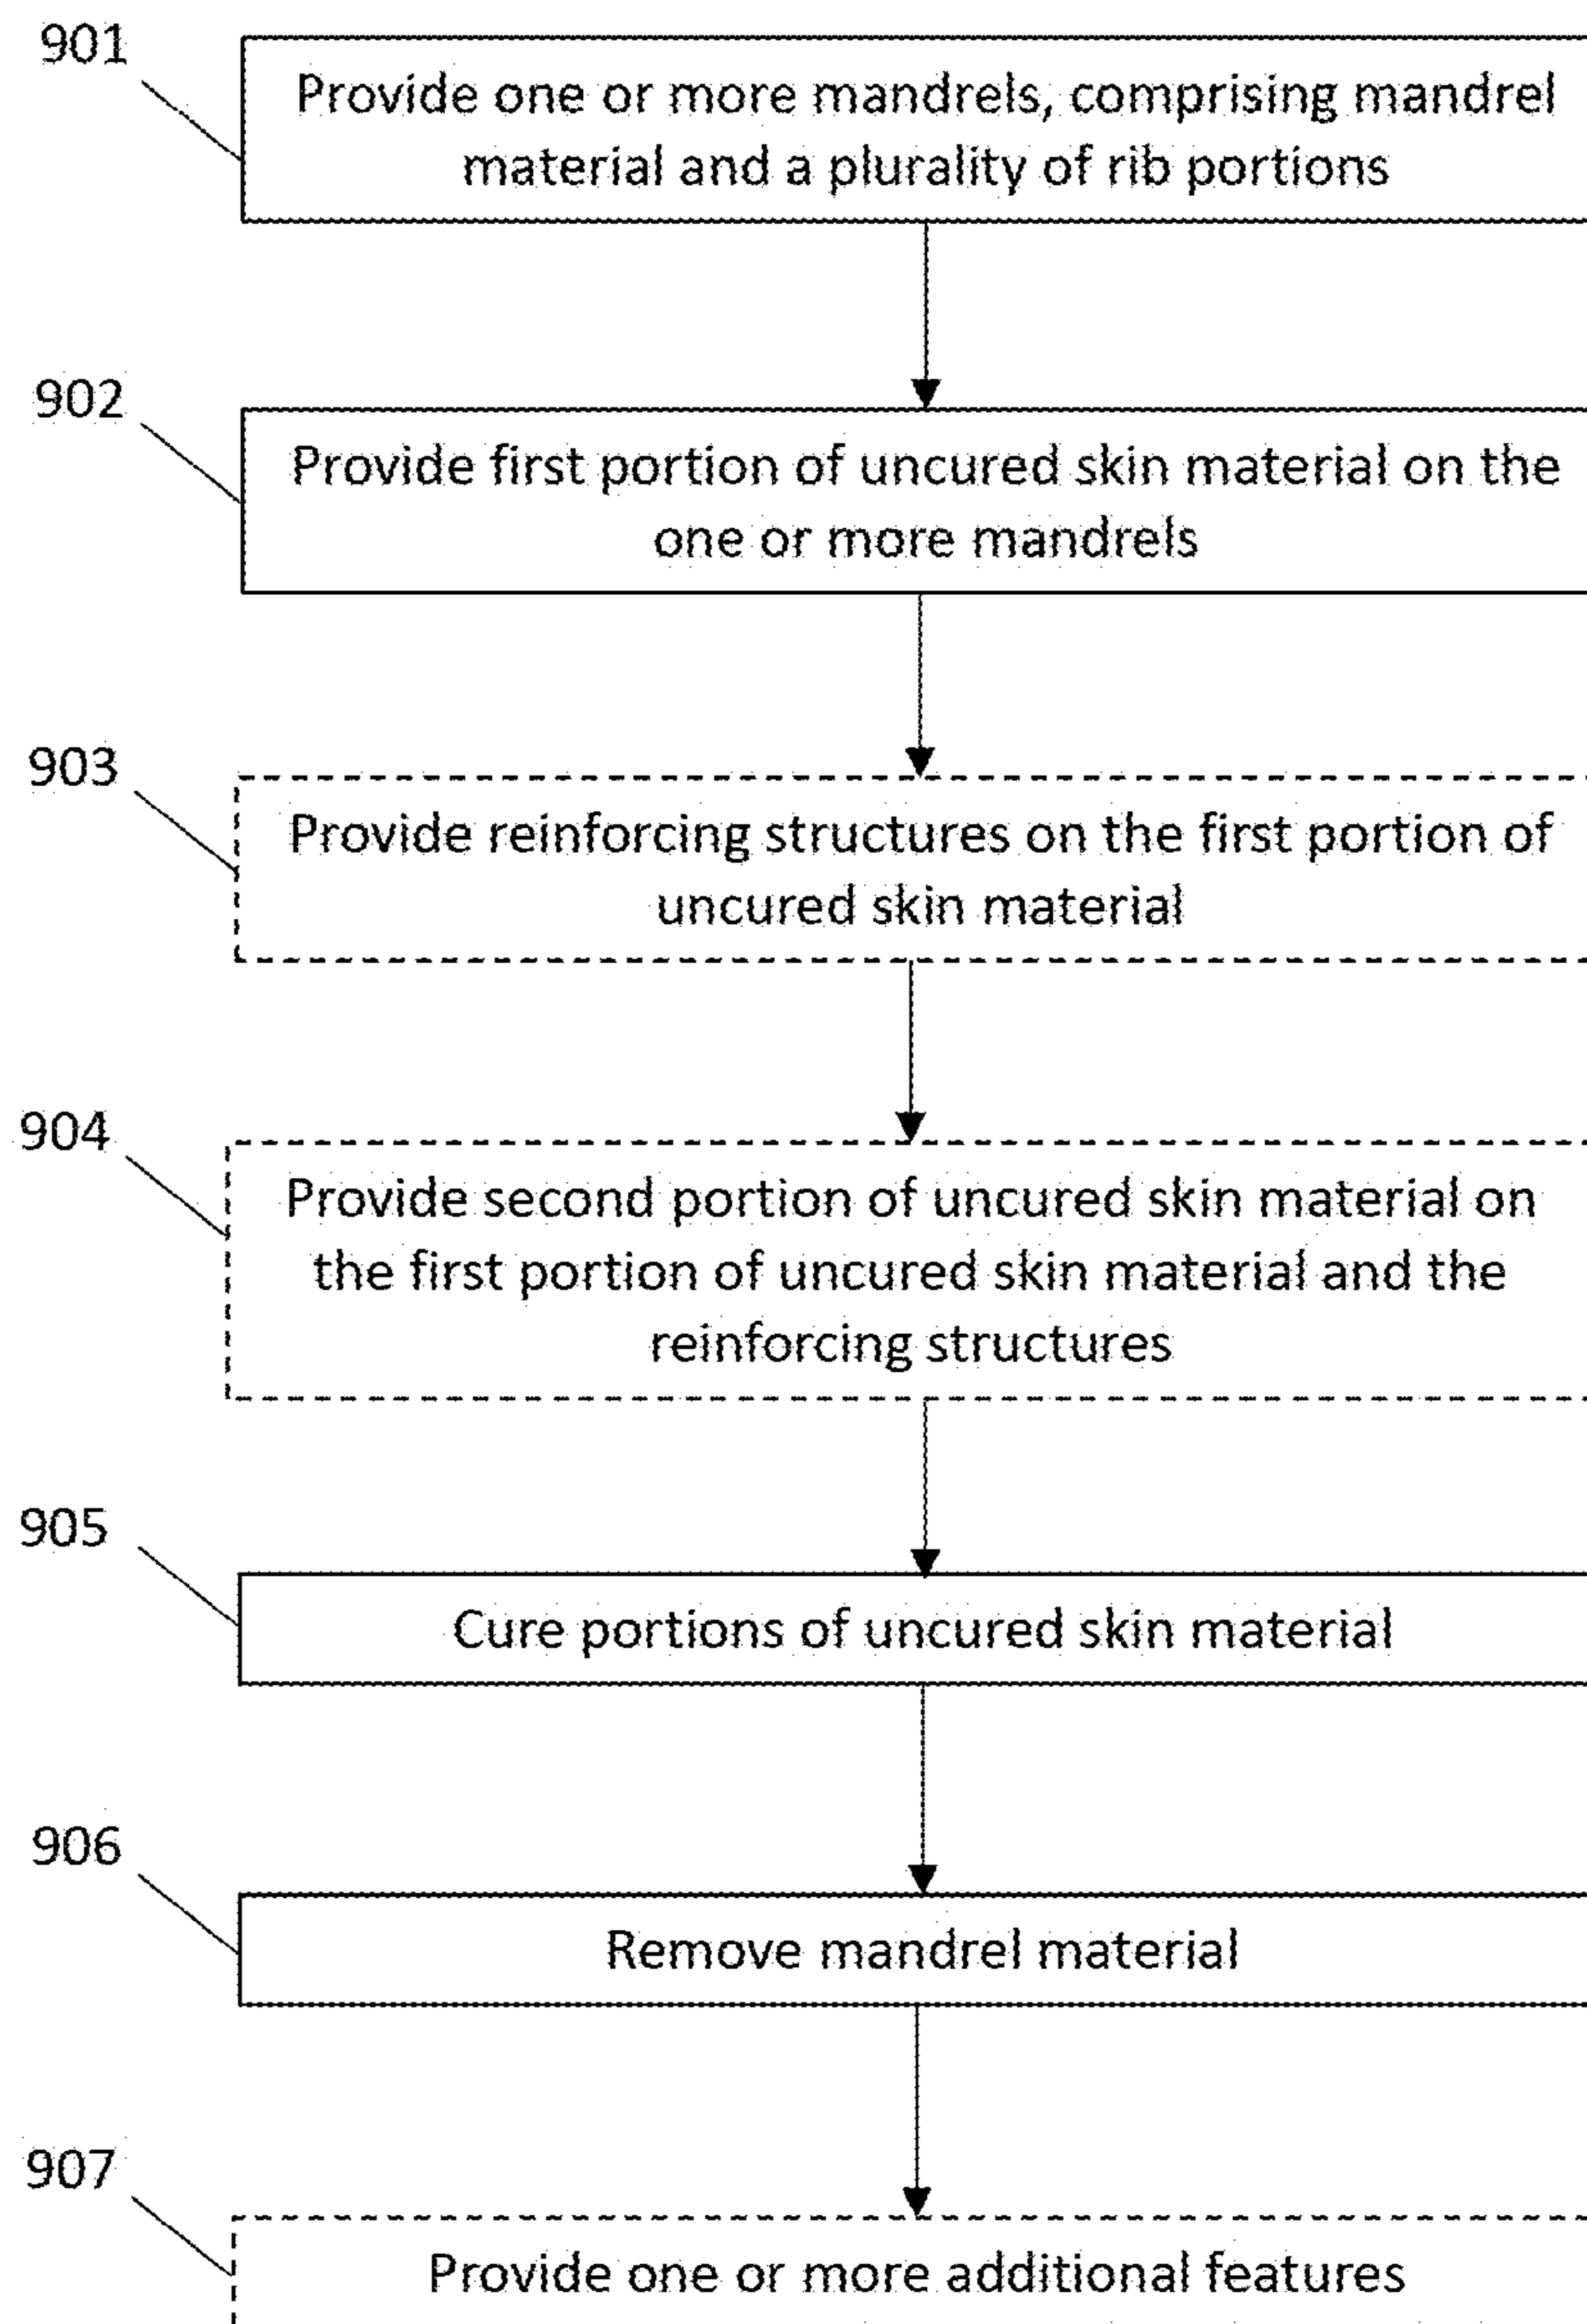 901
Provide one or more mandrels, comprising mandrel
material and a plurality of rib portions
902
Provide first portion of uncured skin material on the
one or more mandrels
903
Provide reinforcing structures on the first portion of
uncured skin material
904
Provide second portion of uncured skin material on
the first portion of uncured skin material and the
reinforcing structures
905
Cure portions of uncured skin material
906
Remove mandrel material
907
Provide one or more additional features